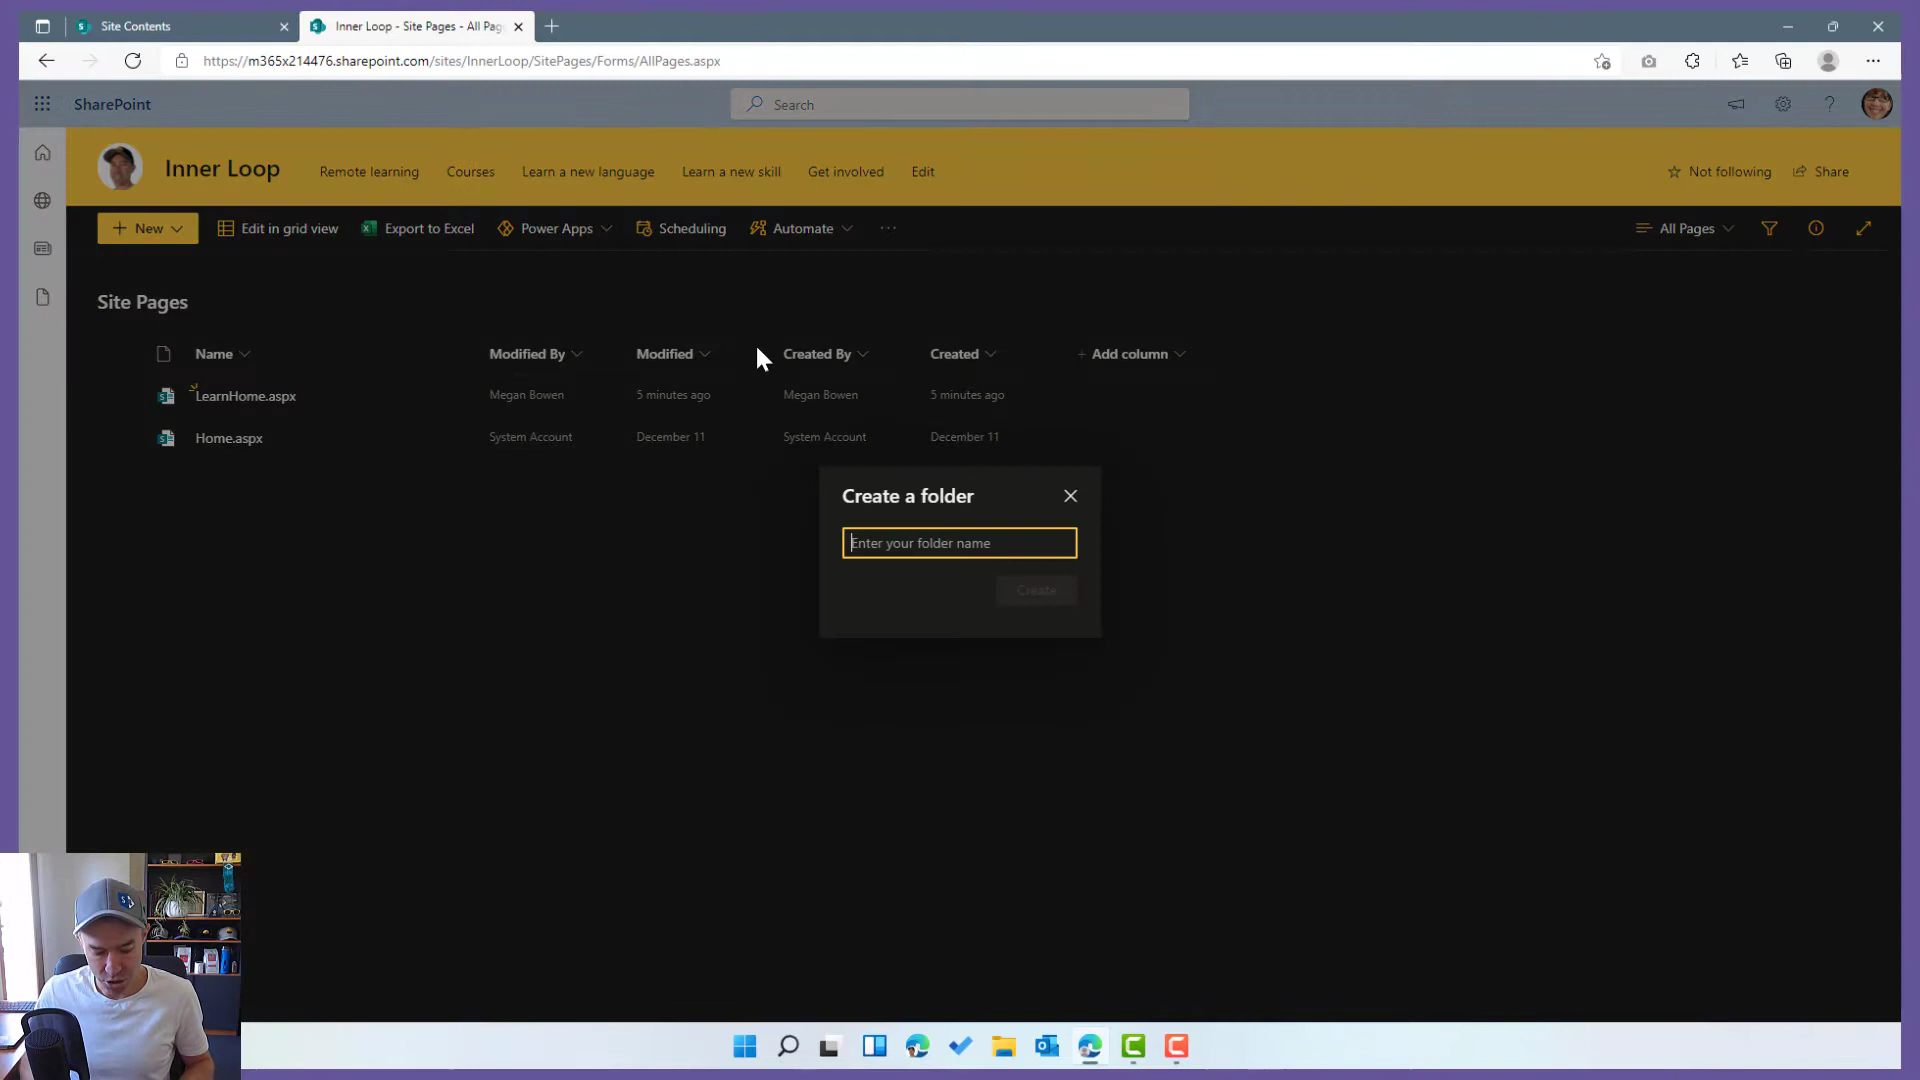 Site Contents
Inner Loop - Site Pages - All Pag
https://m365x214476.sharepoint.com/sites/InnerLoop/SitePages/Forms/AllPages.aspx
SharePoint
Search
Inner Loop
Remote learning
Courses
Learn a new language
Learn a new skill
Get involved
Edit
Not following
Share
New
Edit in grid view
Export to Excel
Power Apps
Scheduling
Automate
All Pages
Site Pages
Name
Modified By
Modified
Created By
Created
+ Add column
LearnHome.aspx
Megan Bowen
5 minutes ago
Megan Bowen
5 minutes ago
Home.aspx
System Account
December 11
System Account
December 11
Create a folder
Enter your folder name
Create